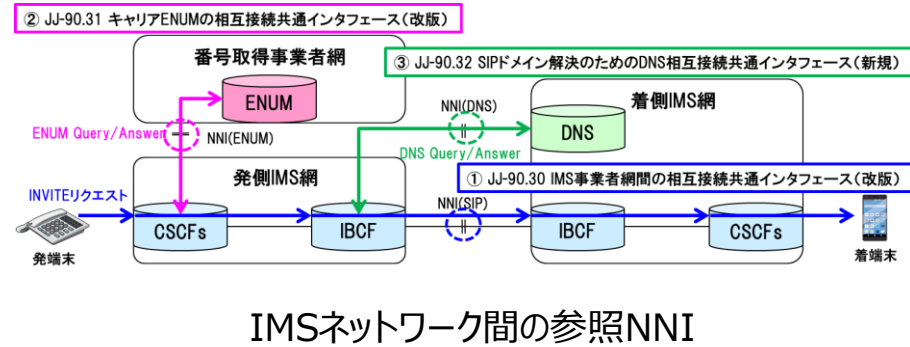 ② JJ-90.31 キャリアENUMの相互接続共通インタフェース(改版)
番号取得事業者網
③ JJ-90.32 SIPドメイン解決のためのDNS相互接続共通インタフェース(新規)
ENUM
NNI(DNS)
着側IMS網
ENUM Query/Answer
NNI(ENUM)
DNS
DNS Query/Answer
発側IMS網
① JJ-90.30 IMS事業者網間の相互接続共通インタフェース(改版)
INVITEリクエスト
NNI(SIP)
CSCFs
IBCF
IBCF
CSCFs
発端末
着端末
IMSネットワーク間の参照NNI